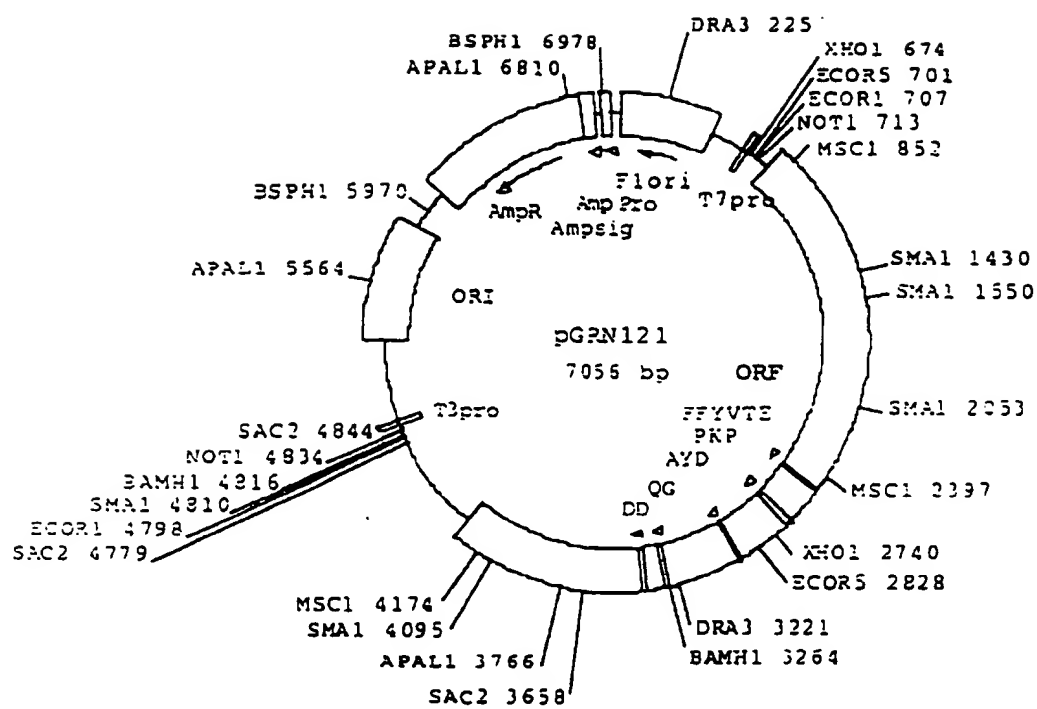 DRA3 225
BSPH1 6978
APAL1 6810
XHO1 674
ECOR5 701
ECOR1 707
NOT1 713
MSC1 852
BSPH1 5970
F1ori
AmpR
Amp Pro
T7pro
Ampsig
APAL1 5564
SMA1 1430
SMA1 1550
ORI
pGRN121
7056 bp
ORF
T3pro
FFYVTE
SMA1 2053
PKP
SAC2 4844
NOT1 4834
AYD
BAMH1 4816
QG
MSC1 2397
SMA1 4810
DD
ECOR1 4798
SAC2 4779
XHO1 2740
ECOR5 2828
MSC1 4174
SMA1 4095
DRA3 3221
APAL1 3766
BAMH1 3264
SAC2 3658